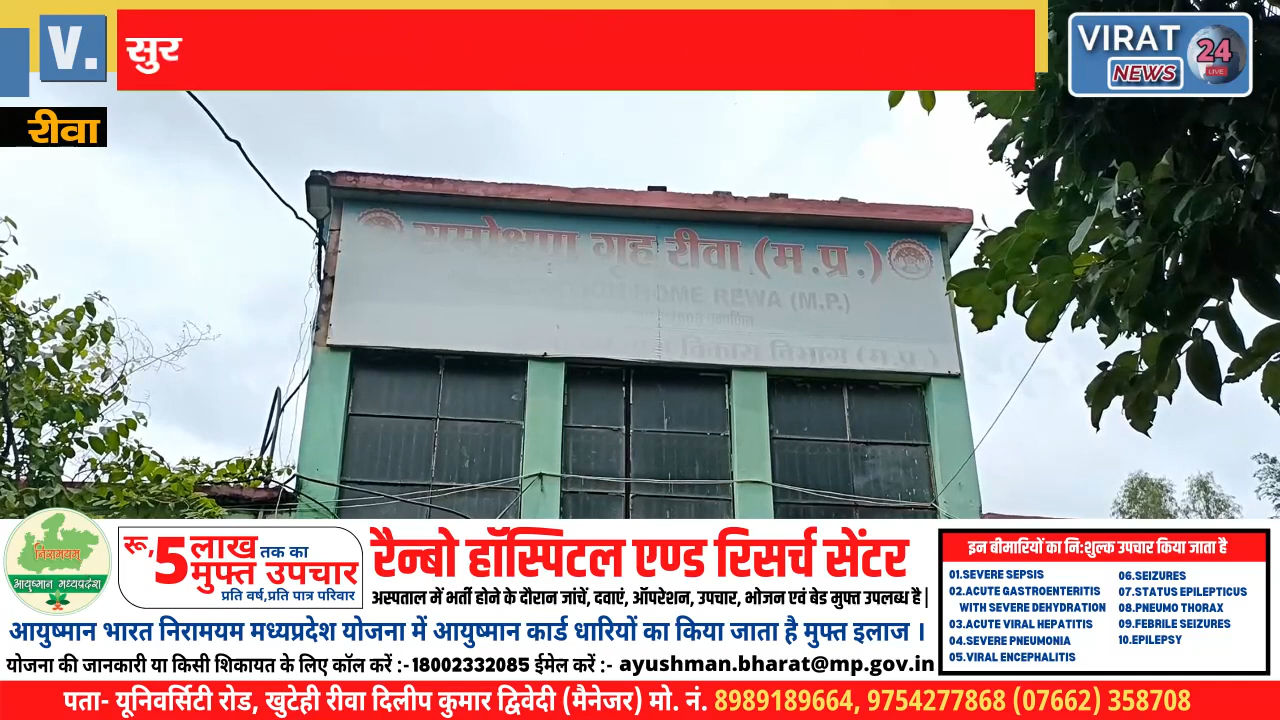 V.
सुर
VIRAT
24
LIVE
NEWS
रीवा
गृह रीवा (म.प्र.)
HOME REWA (M.P.)
विकास विभाग (म.प्र.)
निरामयम
आयुष्मान मध्यप्रदेश
रू,5 लाख तक का
मुफ्त उपचार
प्रति वर्ष,प्रति पात्र परिवार
रैन्बो हॉस्पिटल एण्ड रिसर्च सेंटर
अस्पताल में भर्ती होने के दौरान जांचें, दवाएं, ऑपरेशन, उपचार, भोजन एवं बेड मुफ्त उपलब्ध है|
आयुष्मान भारत निरामयम मध्यप्रदेश योजना में आयुष्मान कार्ड धारियों का किया जाता है मुफ्त इलाज ।
योजना की जानकारी या किसी शिकायत के लिए कॉल करें :-18002332085 ईमेल करें :- ayushman.bharat@mp.gov.in
इन बीमारियों का नि:शुल्क उपचार किया जाता है
01.SEVERE SEPSIS
02.ACUTE GASTROENTERITIS
WITH SEVERE DEHYDRATION
03.ACUTE VIRAL HEPATITIS
04.SEVERE PNEUMONIA
05.VIRAL ENCEPHALITIS
06.SEIZURES
07.STATUS EPILEPTICUS
08.PNEUMO THORAX
09.FEBRILE SEIZURES
10.EPILEPSY
पता- यूनिवर्सिटी रोड, खुटेही रीवा दिलीप कुमार द्विवेदी (मैनेजर) मो. नं. 8989189664, 9754277868 (07662) 358708